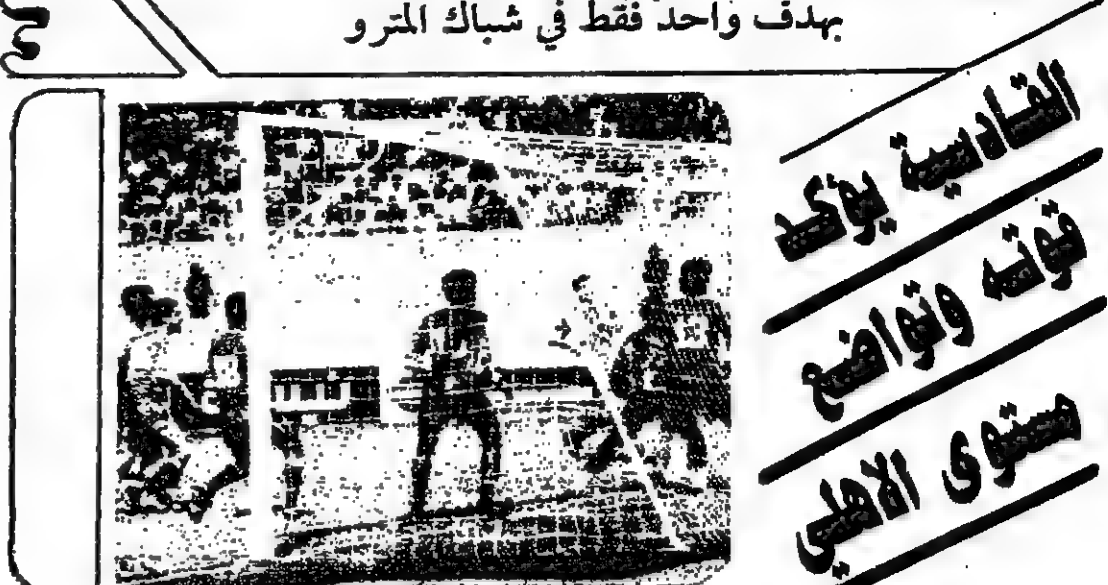 بهدف واحد فقط في شباك المترو
القادسية يؤكد
قوته وتواضع
مستوى الاهلي